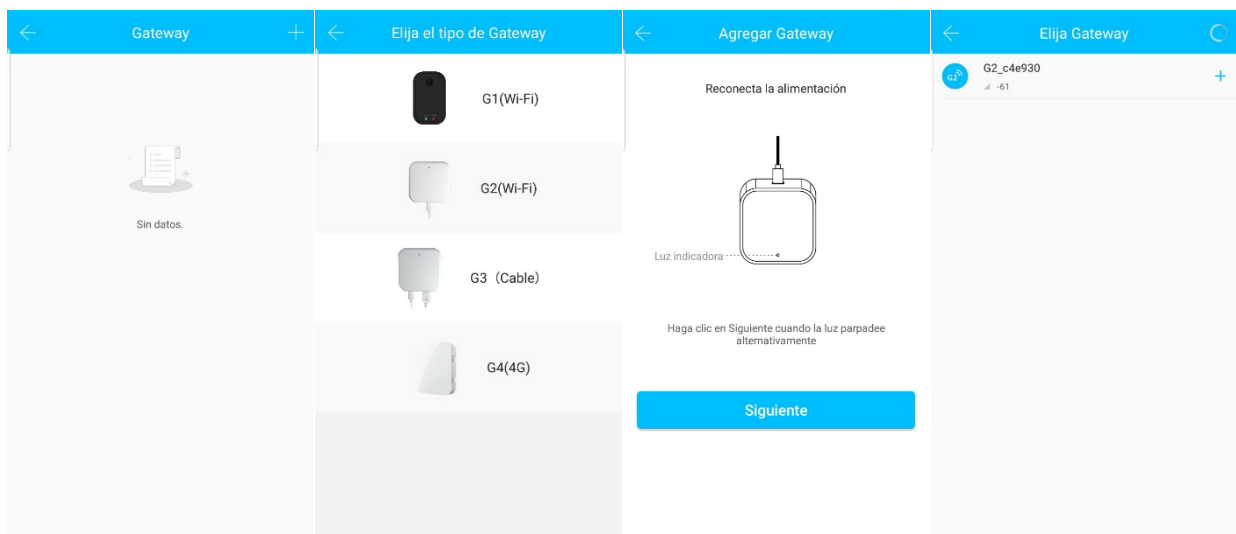 Gateway
Sin datos.
Elija el tipo de Gateway
G1(Wi-Fi)
G2(Wi-Fi)
G3 (Cable)
G4(4G)
Agregar Gateway
Reconecta la alimentación
Luz indicadora
Haga clic en Siguiente cuando la luz parpadee
alternativamente
Siguiente
Elija Gateway
G2
G2_c4e930
-61